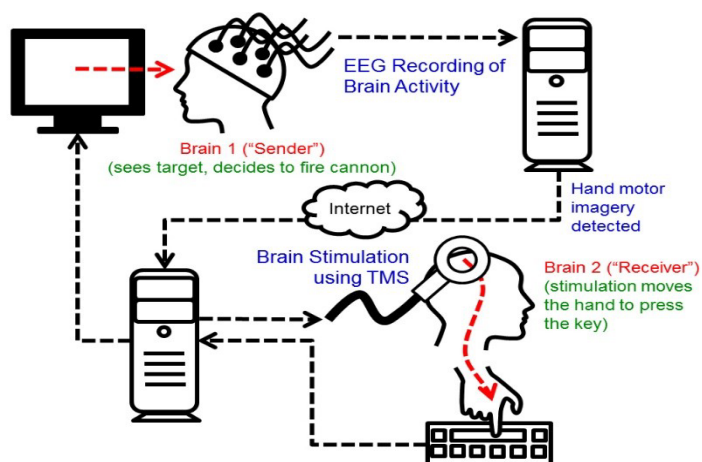 EEG Recording of
Brain Activity
Brain 1 ("Sender")
(sees target, decides to fire cannon)
Internet
Hand motor
imagery
detected
Brain Stimulation
using TMS
Brain 2 ("Receiver")
(stimulation moves
the hand to press
the key)